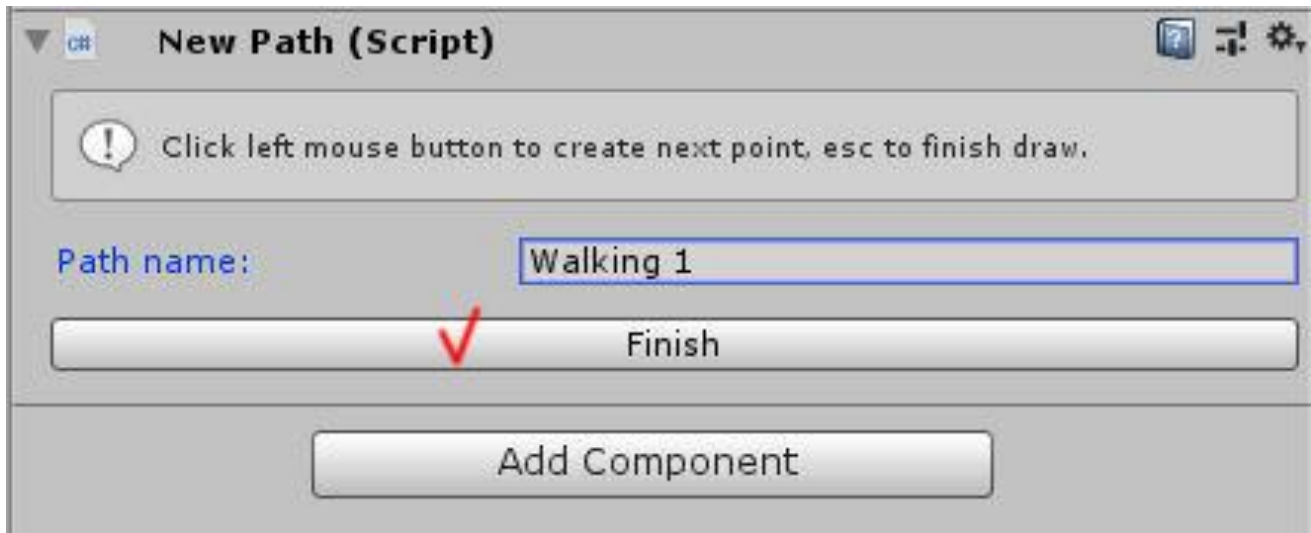 c#
New Path (Script)
Click left mouse button to create next point, esc to finish draw.
Path name:
Walking 1
Finish
Add Component